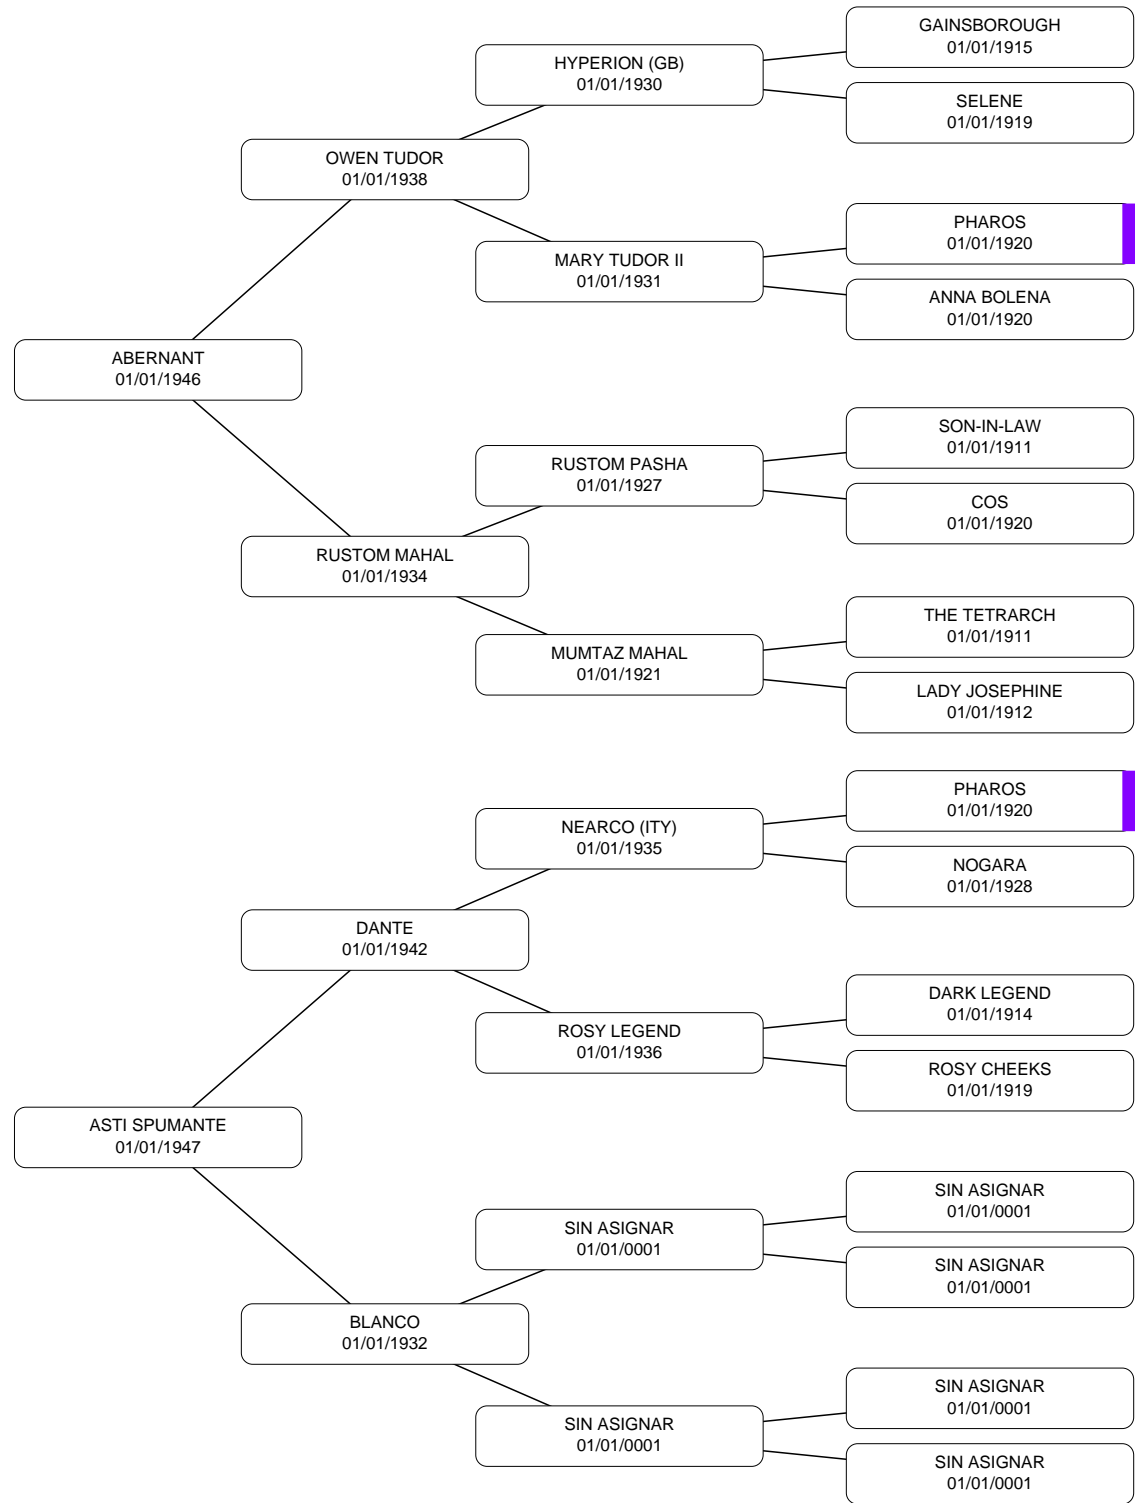 GAINSBOROUGH
01/01/1915
HYPERION (GB)
01/01/1930
SELENE
01/01/1919
OWEN TUDOR
01/01/1938
PHAROS
01/01/1920
MARY TUDOR II
01/01/1931
ANNA BOLENA
01/01/1920
ABERNANT
01/01/1946
SON-IN-LAW
01/01/1911
RUSTOM PASHA
01/01/1927
COS
01/01/1920
RUSTOM MAHAL
01/01/1934
THE TETRARCH
01/01/1911
MUMTAZ MAHAL
01/01/1921
LADY JOSEPHINE
01/01/1912
PHAROS
01/01/1920
NEARCO (ITY)
01/01/1935
NOGARA
01/01/1928
DANTE
01/01/1942
DARK LEGEND
01/01/1914
ROSY LEGEND
01/01/1936
ROSY CHEEKS
01/01/1919
ASTI SPUMANTE
01/01/1947
SIN ASIGNAR
01/01/0001
SIN ASIGNAR
01/01/0001
SIN ASIGNAR
01/01/0001
BLANCO
01/01/1932
SIN ASIGNAR
01/01/0001
SIN ASIGNAR
01/01/0001
SIN ASIGNAR
01/01/0001